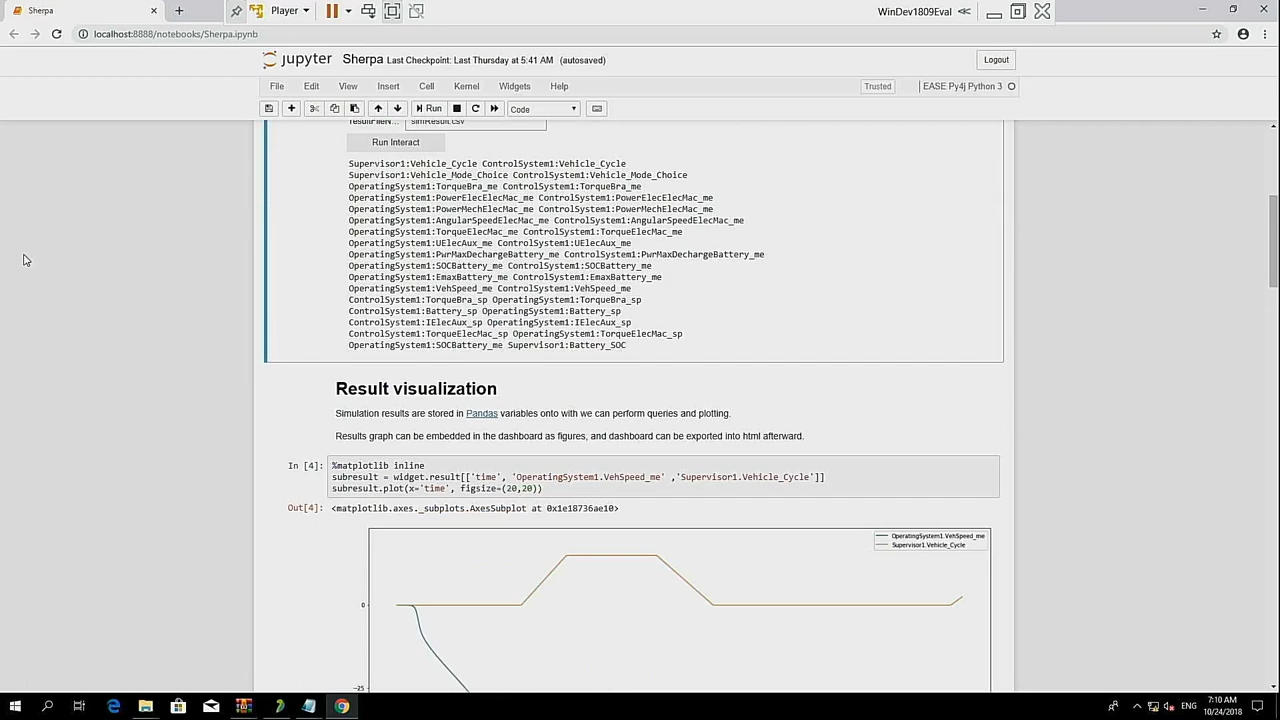 Sherpa
Player
WinDev1809Eval
localhost:8888/notebooks/Sherpa.ipynb
jupyter Sherpa Last Checkpoint: Last Thursday at 5:41 AM (autosaved)
Logout
File Edit View Insert Cell Kernel Widgets Help
Trusted
EASE Py4j Python 3
Run
Code
resultFileN... simResult.csv
Run Interact
Supervisor1:Vehicle_Cycle ControlSystem1:Vehicle_Cycle
Supervisor1:Vehicle_Mode_Choice ControlSystem1:Vehicle_Mode_Choice
OperatingSystem1:TorqueBra_me ControlSystem1:TorqueBra_me
OperatingSystem1:PowerElecElecMac_me ControlSystem1:PowerElecElecMac_me
OperatingSystem1:PowerMechElecMac_me ControlSystem1:PowerMechElecMac_me
OperatingSystem1:AngularSpeedElecMac_me ControlSystem1:AngularSpeedElecMac_me
OperatingSystem1:TorqueElecMac_me ControlSystem1:TorqueElecMac_me
OperatingSystem1:UElecAux_me ControlSystem1:UElecAux_me
OperatingSystem1:PwrMaxDechargeBattery_me ControlSystem1:PwrMaxDechargeBattery_me
OperatingSystem1:SOCBattery_me ControlSystem1:SOCBattery_me
OperatingSystem1:EmaxBattery_me ControlSystem1:EmaxBattery_me
OperatingSystem1:VehSpeed_me ControlSystem1:VehSpeed_me
ControlSystem1:TorqueBra_sp OperatingSystem1:TorqueBra_sp
ControlSystem1:Battery_sp OperatingSystem1:Battery_sp
ControlSystem1:IElecAux_sp OperatingSystem1:IElecAux_sp
ControlSystem1:TorqueElecMac_sp OperatingSystem1:TorqueElecMac_sp
OperatingSystem1:SOCBattery_me Supervisor1:Battery_SOC
Result visualization
Simulation results are stored in Pandas variables onto with we can perform queries and plotting.
Results graph can be embedded in the dashboard as figures, and dashboard can be exported into html afterward.
In [4]: %matplotlib inline
subresult = widget.result[['time', 'OperatingSystem1.VehSpeed_me' ,'Supervisor1.Vehicle_Cycle']]
subresult.plot(x='time', figsize=(20,20))
Out[4]: <matplotlib.axes._subplots.AxesSubplot at 0x1e18736ae10>
OperatingSystem1.VehSpeed_me
Supervisor1.Vehicle_Cycle
0
−25
ENG
7:10 AM
10/24/2018